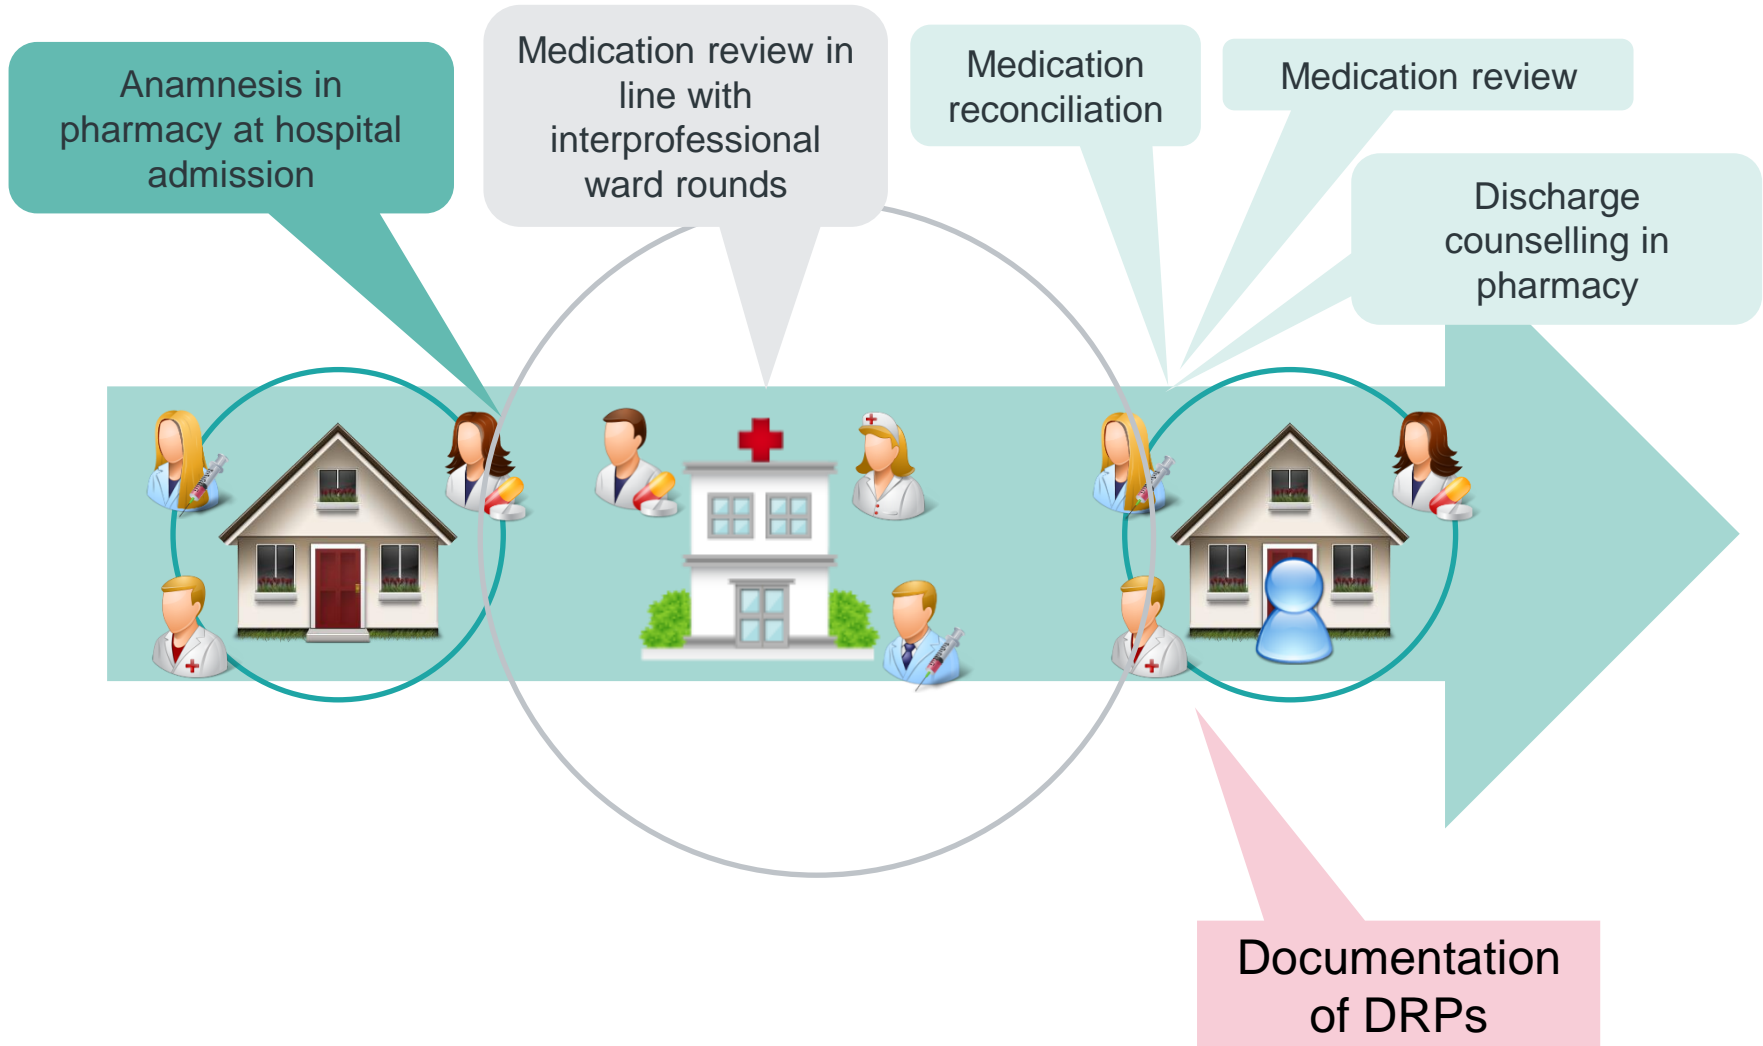 Anamnesis in
pharmacy at hospital
admission
Medication review in
line with
interprofessional
ward rounds
Medication
reconciliation
Medication review
Discharge
counselling in
pharmacy
Documentation
of DRPs